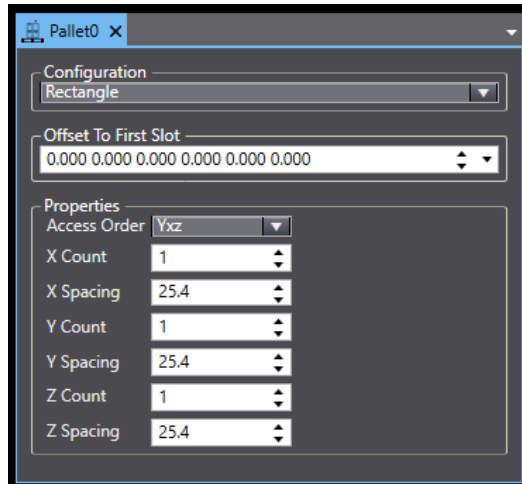 Pallet0
Configuration
Rectangle
Offset To First Slot
0.000 0.000 0.000 0.000 0.000 0.000
Properties
Access Order Yxz
X Count 1
X Spacing 25.4
Y Count 1
Y Spacing 25.4
Z Count 1
Z Spacing 25.4